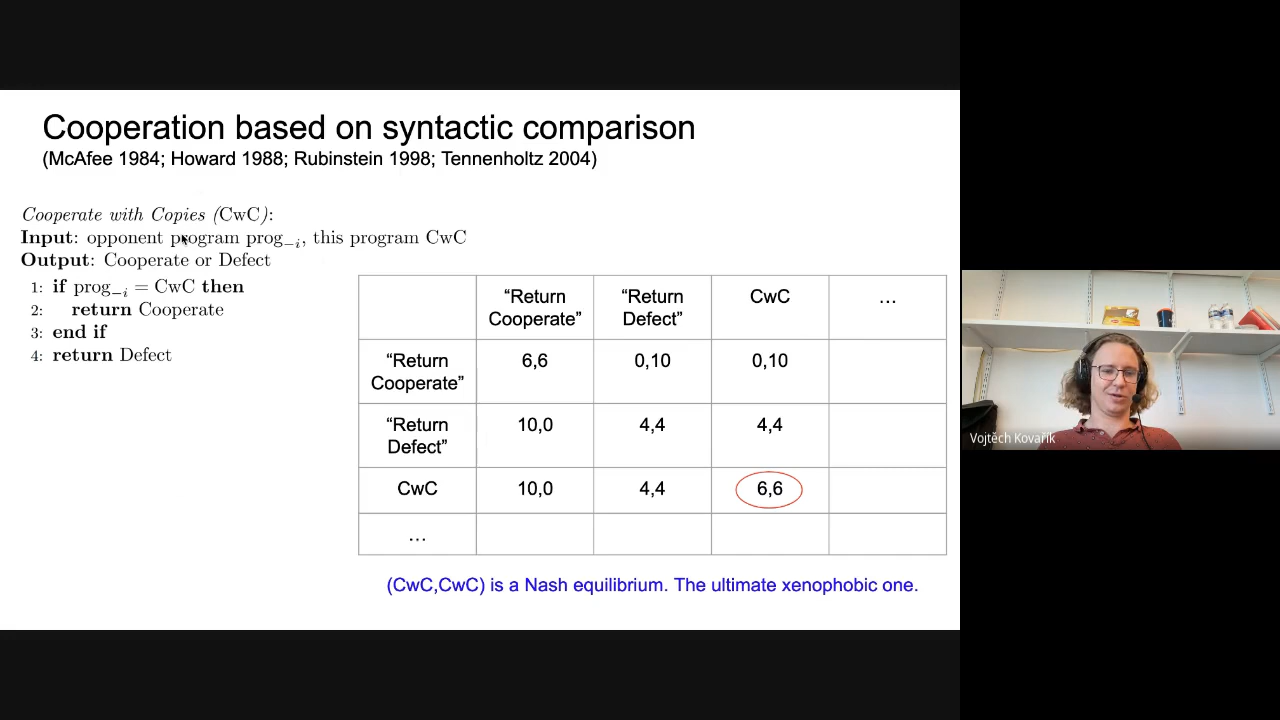 Cooperation based on syntactic comparison
(McAfee 1984; Howard 1988; Rubinstein 1998; Tennenholtz 2004)
Cooperate with Copies (CwC):
Input: opponent program prog₋ᵢ, this program CwC
Output: Cooperate or Defect
1: if prog₋ᵢ = CwC then
2: return Cooperate
3: end if
4: return Defect
“Return Cooperate” “Return Defect” CwC …
“Return Cooperate” 6,6 0,10 0,10
“Return Defect” 10,0 4,4 4,4
CwC 10,0 4,4 6,6
…
(CwC,CwC) is a Nash equilibrium. The ultimate xenophobic one.
Vojtěch Kovařík